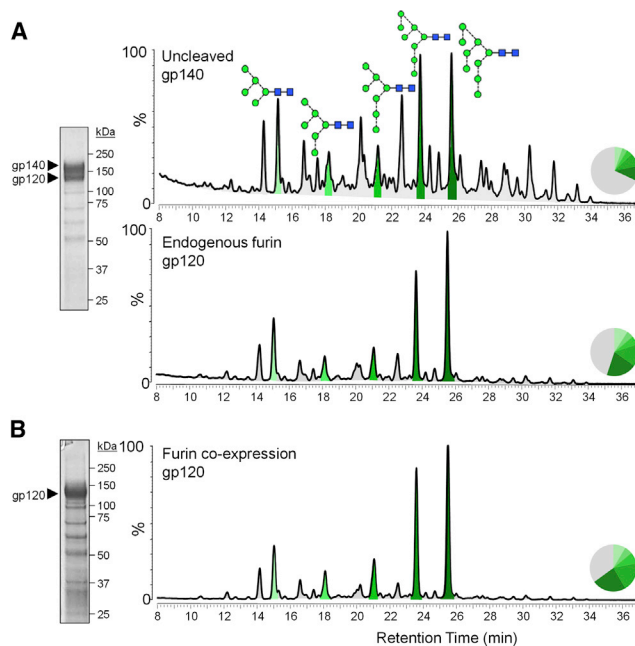 A
Uncleaved
gp140
kDa
gp140
gp120
250
150
100
75
50
37
25
100
%
0
8 10 12 14 16 18 20 22 24 26 28 30 32 34 36
Endogenous furin
gp120
100
%
0
8 10 12 14 16 18 20 22 24 26 28 30 32 34 36
B
Furin co-expression
gp120
kDa
gp120
250
150
100
75
50
37
25
100
%
0
8 10 12 14 16 18 20 22 24 26 28 30 32 34 36
Retention Time (min)